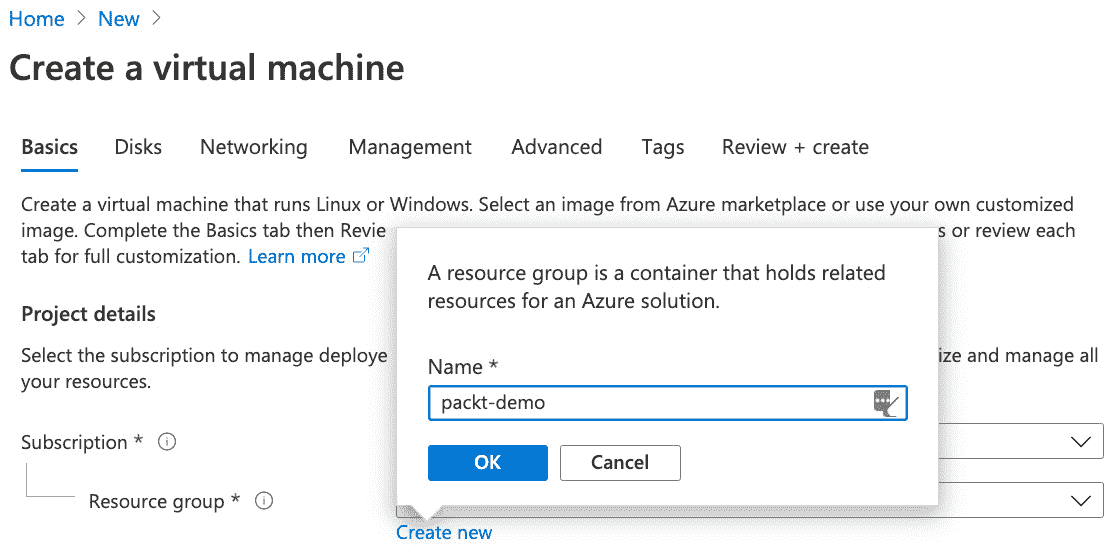 Home > New >
Create a virtual machine
Basics Disks Networking Management Advanced Tags Review + create
Create a virtual machine that runs Linux or Windows. Select an image from Azure marketplace or use your own customized
image. Complete the Basics tab then Revie s or review each
tab for full customization. Learn more
A resource group is a container that holds related
resources for an Azure solution.
Project details
Select the subscription to manage deploye ize and manage all
your resources.
Name *
packt-demo
Subscription *
OK Cancel
Resource group *
Create new